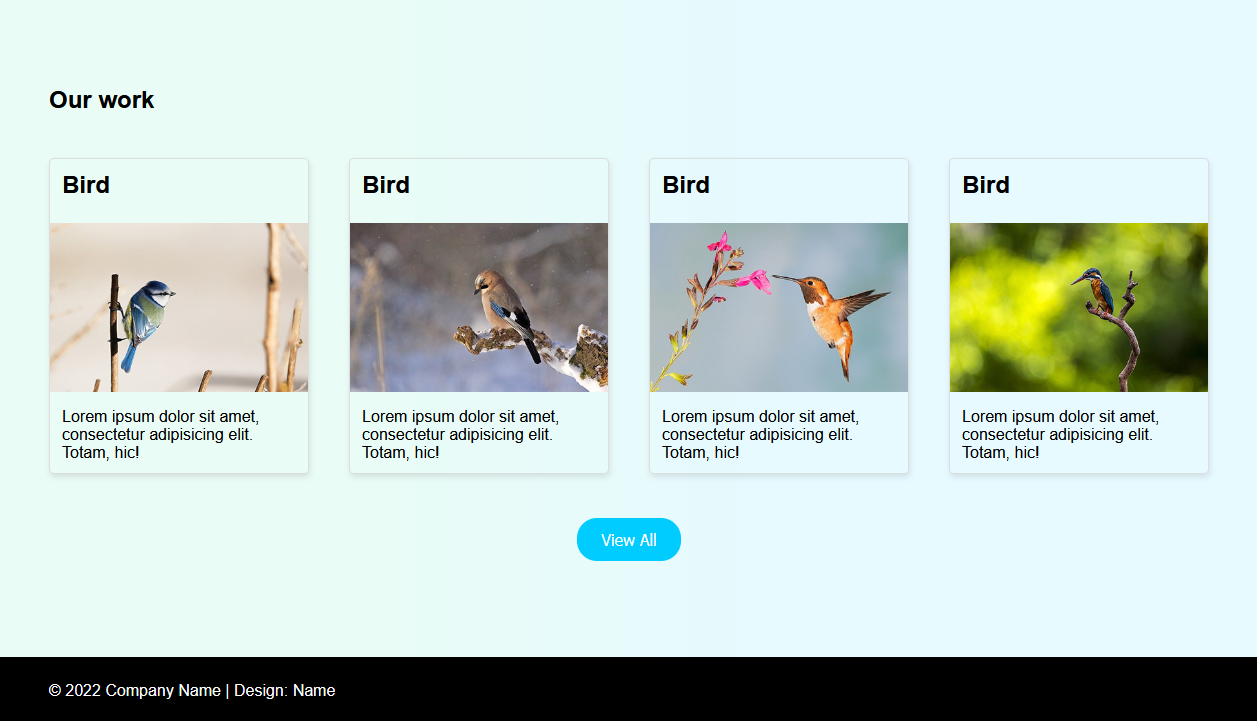 Our work
Bird
Bird
Bird
Bird
Lorem ipsum dolor sit amet,
consectetur adipisicing elit.
Totam, hic!
Lorem ipsum dolor sit amet,
consectetur adipisicing elit.
Totam, hic!
Lorem ipsum dolor sit amet,
consectetur adipisicing elit.
Totam, hic!
Lorem ipsum dolor sit amet,
consectetur adipisicing elit.
Totam, hic!
View All
© 2022 Company Name | Design: Name